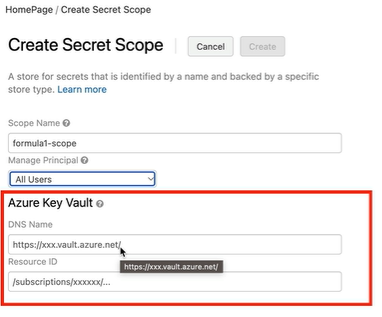 HomePage / Create Secret Scope
Create Secret Scope
Cancel
Create
A store for secrets that is identified by a name and backed by a specific
store type. Learn more
Scope Name
formula1-scope
Manage Principal
All Users
Azure Key Vault
DNS Name
https://xxx.vault.azure.net/
https://xxx.vault.azure.net/
Resource ID
/subscriptions/xxxxxx/...